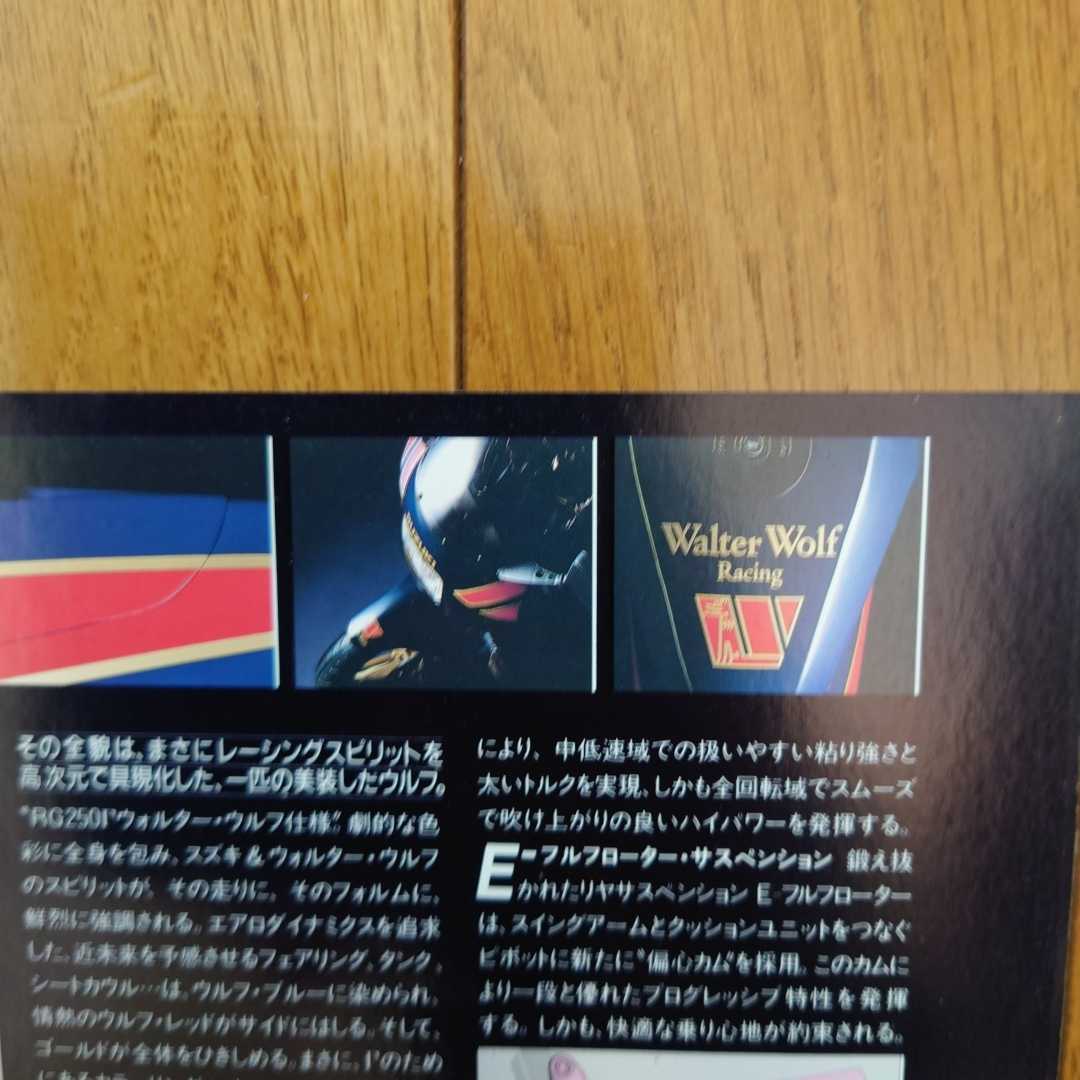 Walter Wolf
Racing
その全貌は、まさにレーシングスピリットを
高次元で具現化した、一匹の美装したウルフ。
"RG250Γ"ウォルター・ウルフ仕様"。劇的な色
彩に全身を包み、スズキ&ウォルター・ウルフ
のスピリットが、その走りに、そのフォルムに、
鮮烈に強調される。エアロダイナミクスを追求
した、近未来を予感させるフェアリング、タンク、
シートカウル…は、ウルフ・ブルーに染められ、
情熱のウルフ・レッドがサイドにはしる。そして、
ゴールドが全体をひきしめる。まさに、Γのため
により、中低速域での扱いやすい粘り強さと
太いトルクを実現、しかも全回転域でスムーズ
で吹け上がりの良いハイパワーを発揮する。
E-フルフローター・サスペンション 鍛え抜
かれたリヤサスペンション E-フルフローター
は、スイングアームとクッションユニットをつなぐ
ピボットに新たに"偏心カム"を採用。このカムに
より一段と優れたプログレッシブ特性を発揮
する。しかも、快適な乗り心地が約束される。